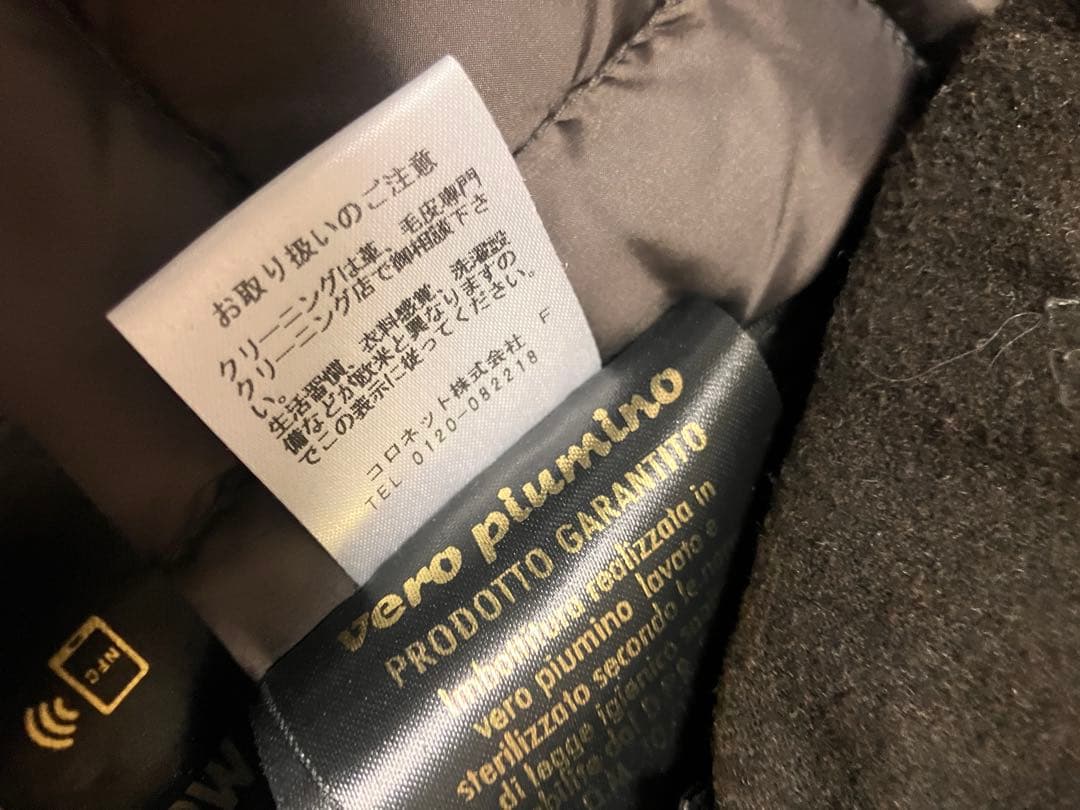 お取り扱いのご注意
クリーニングは革、毛皮専門
クリーニング店で御相談下さ
い。
生活習慣、衣料感覚、洗濯設
備などが欧米と異なりますの
でこの表示に従ってください。
F
コロネット株式会社
TEL 0120-082218
vero piumino
PRODOTTO GARANTITO
Imbottitura realizzata in
vero piumino lavato e
sterilizzato secondo le
di legge igienico
NFC